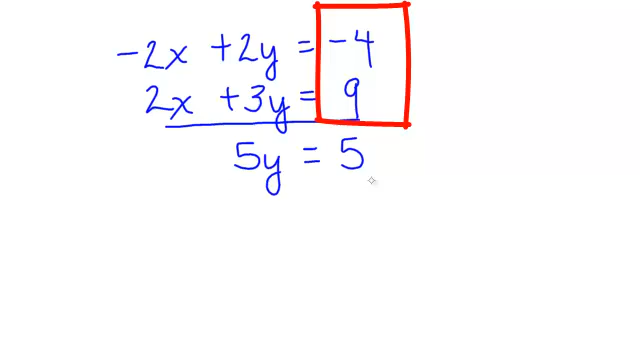 -2x +2y = -4
2x +3y = 9
5y = 5